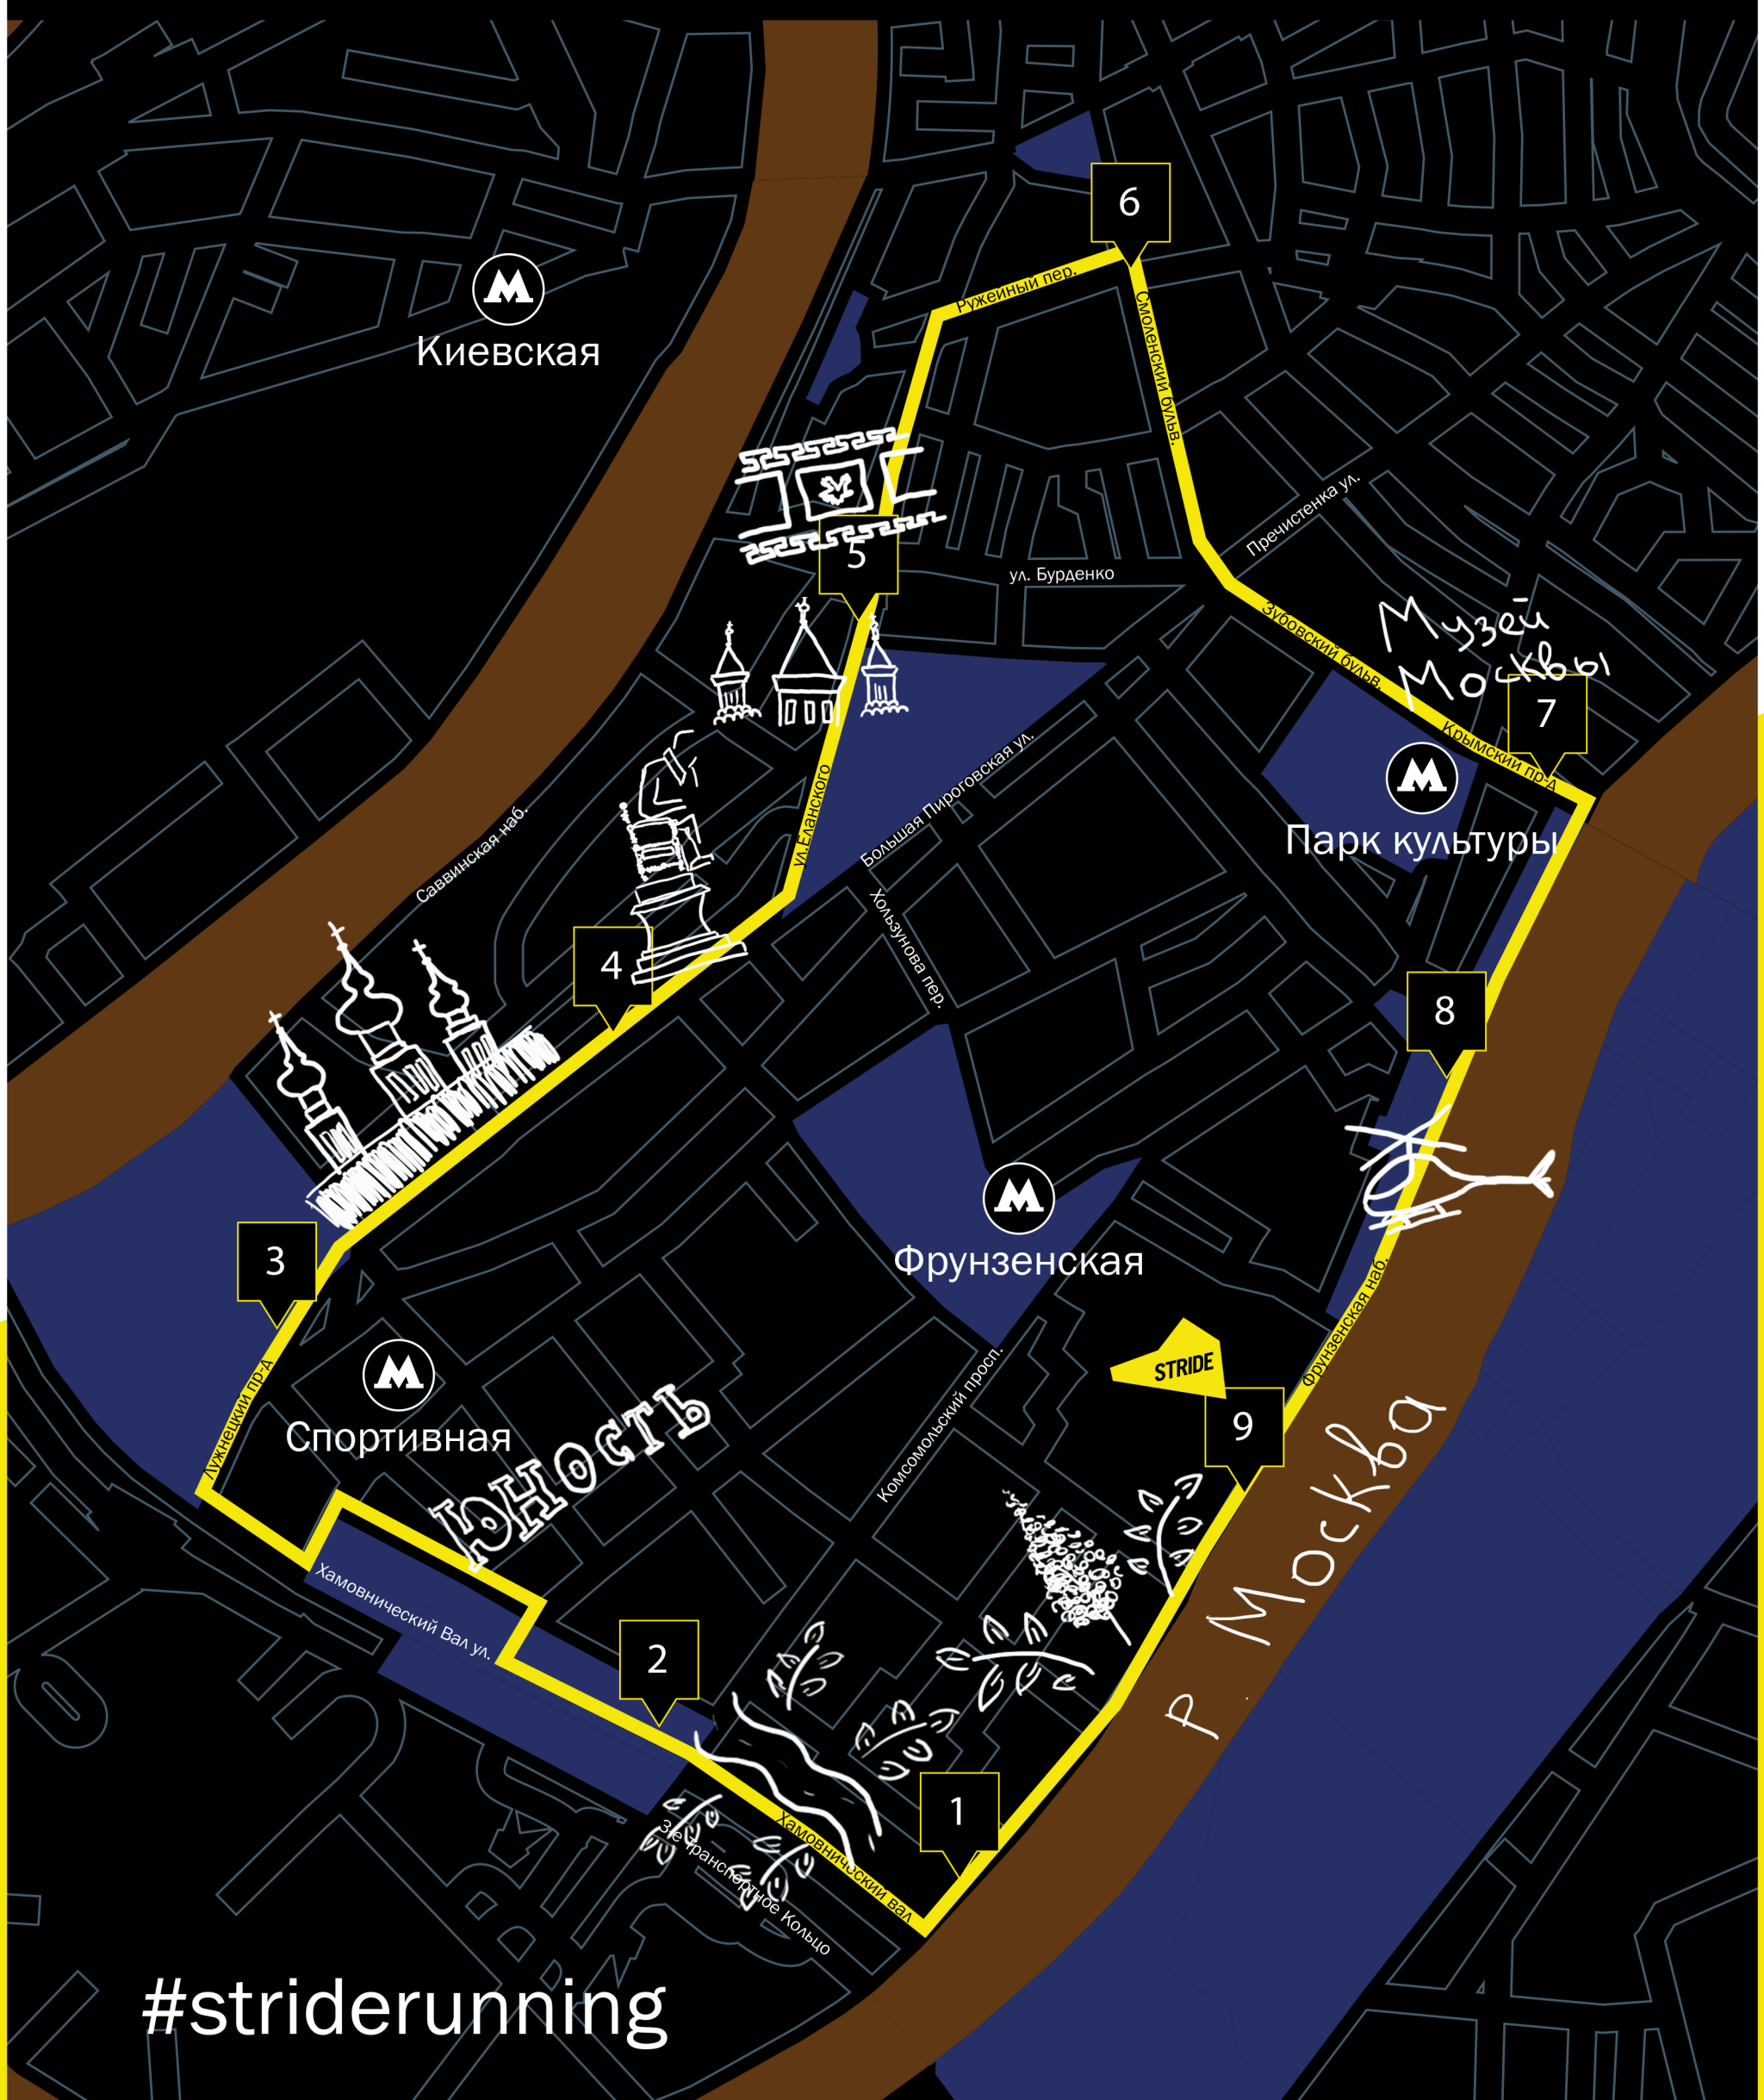 6
Ружейный пер.
Смоленский бульв.
М
Киевская
5
ул. Бурденко
Пречистенка ул.
Зубовский бульв.
Музей
Москвы
7
Крымский пр-д
М
Парк культуры
ул.Еланского
Большая Пироговская ул.
Саввинская наб.
Хользунова пер.
4
8
М
Фрунзенская
3
Лужнецкий пр-д
М
Спортивная
ЮНОСТЬ
Комсомольский просп.
STRIDE
9
Фрунзенская наб.
р. Москва
Хамовнический Вал ул.
2
1
Хамовнический вал
3-е Транспортное Кольцо
#striderunning